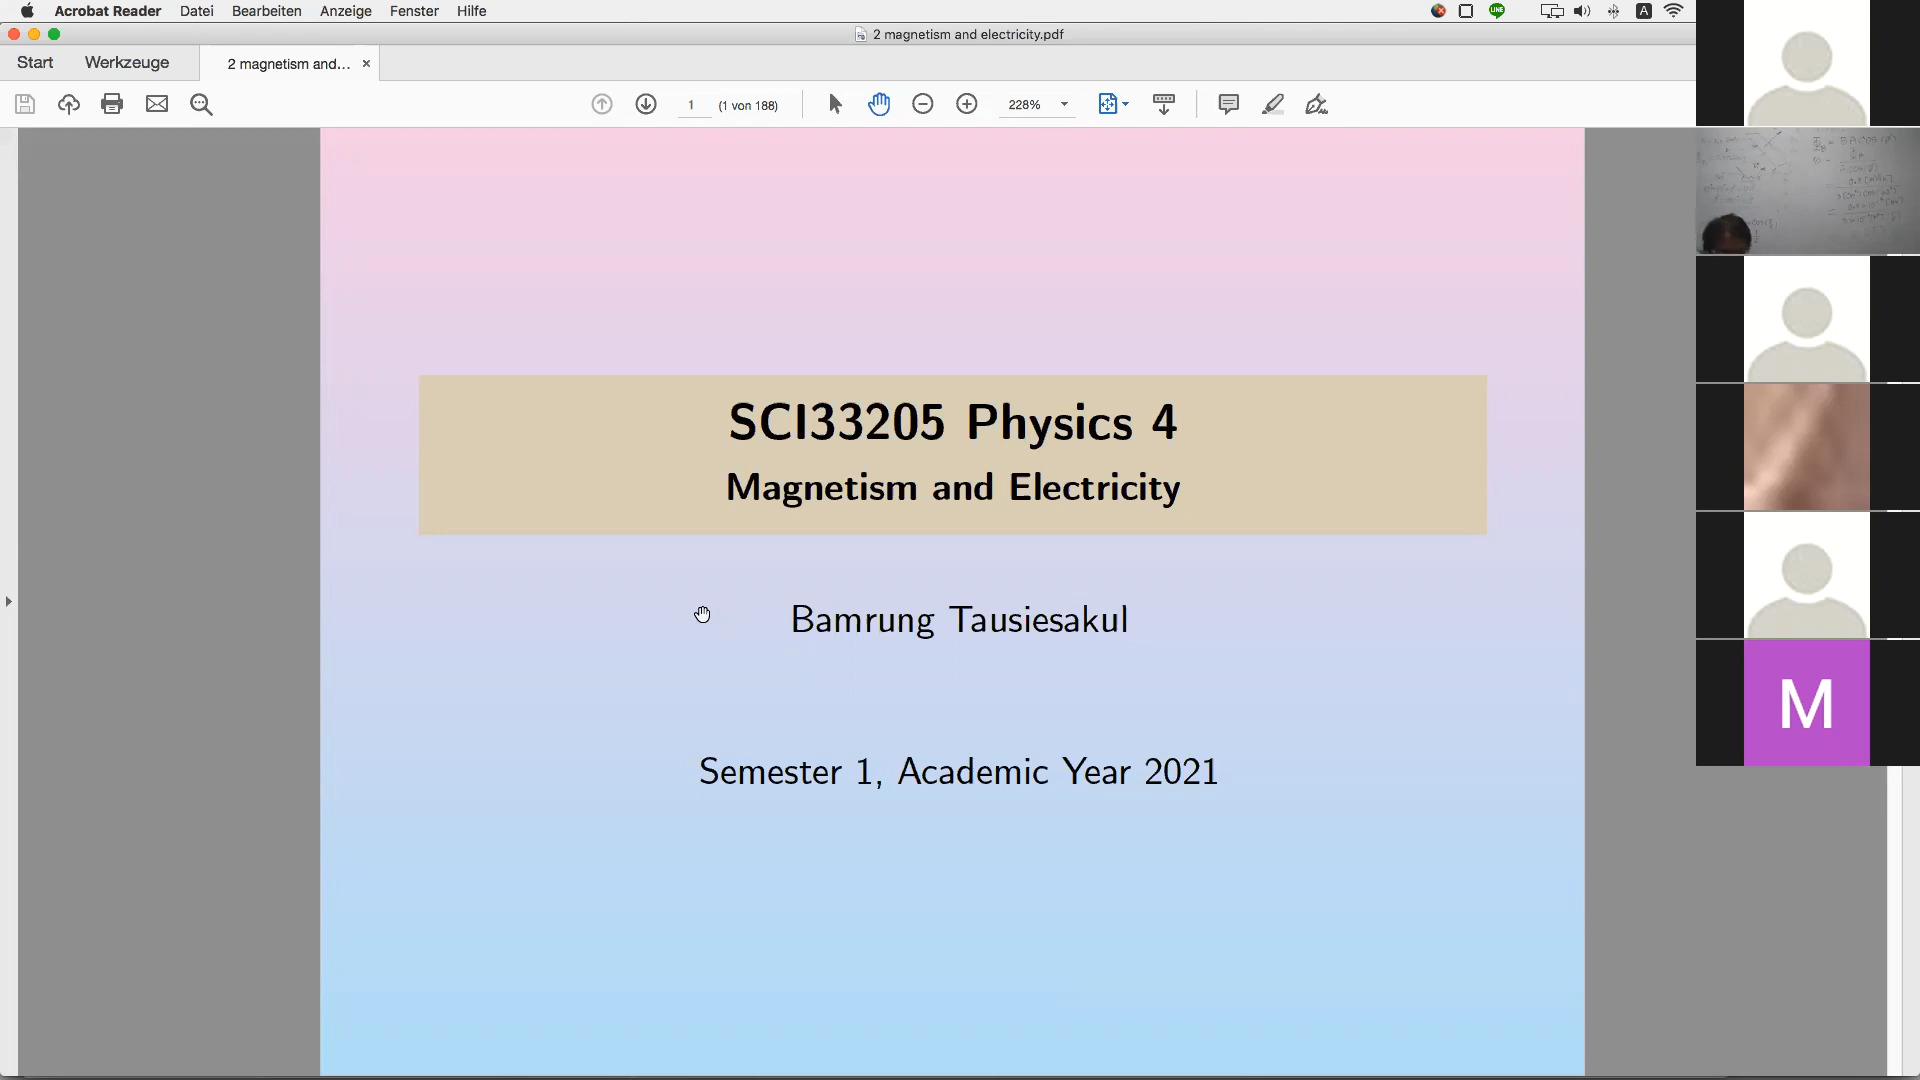 Acrobat Reader Datei Bearbeiten Anzeige Fenster Hilfe
LINE
A
2 magnetism and electricity.pdf
Start Werkzeuge 2 magnetism and... ×
1 (1 von 188) 228%
SCI33205 Physics 4
Magnetism and Electricity
Bamrung Tausiesakul
Semester 1, Academic Year 2021
M